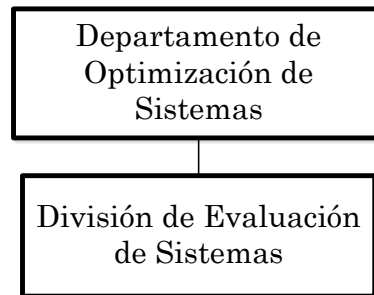 Departamento de
Optimización de
Sistemas
División de Evaluación
de Sistemas